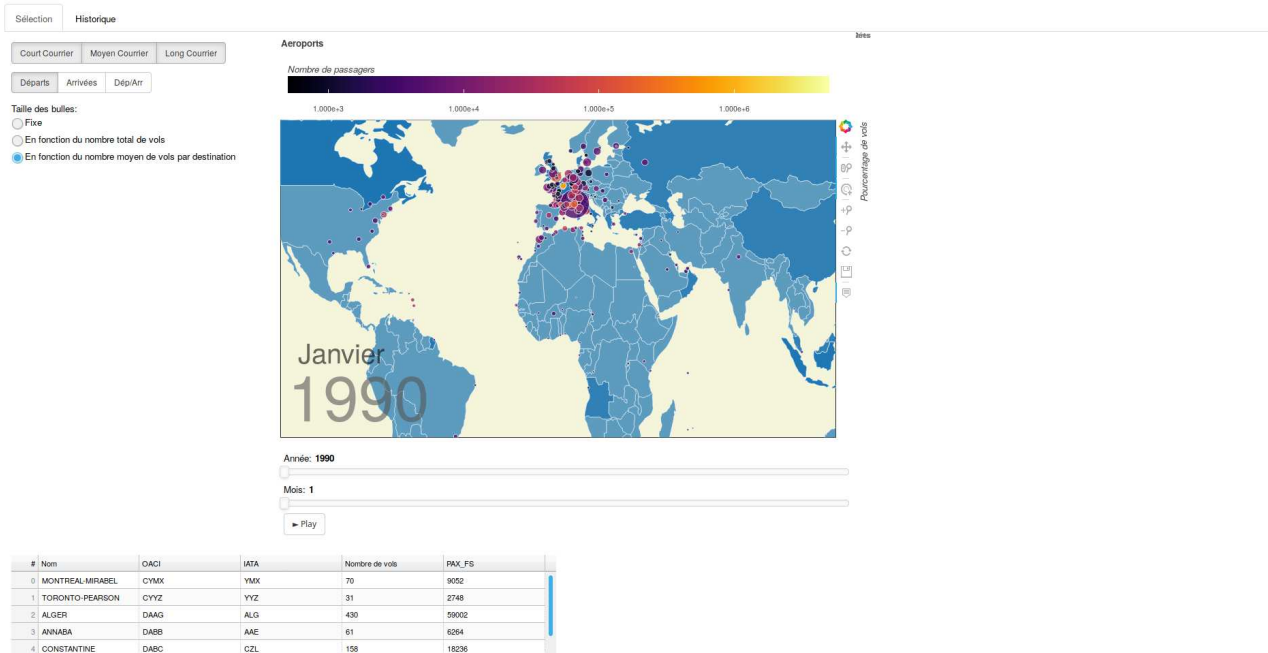 Sélection Historique
Court Courrier Moyen Courrier Long Courrier
Départs Arrivées Dép/Arr
Taille des bulles:
Fixe
En fonction du nombre total de vols
En fonction du nombre moyen de vols par destination
Aeroports
Nombre de passagers
1.000e+3 1.000e+4 1.000e+5 1.000e+6
Janvier
1990
Pourcentage de vols
Année: 1990
Mois: 1
► Play
# Nom OACI IATA Nombre de vols PAX_FS
0 MONTREAL-MIRABEL CYMX YMX 70 9052
1 TORONTO-PEARSON CYYZ YYZ 31 2748
2 ALGER DAAG ALG 430 59002
3 ANNABA DABB AAE 61 6264
4 CONSTANTINE DABC CZL 158 18236